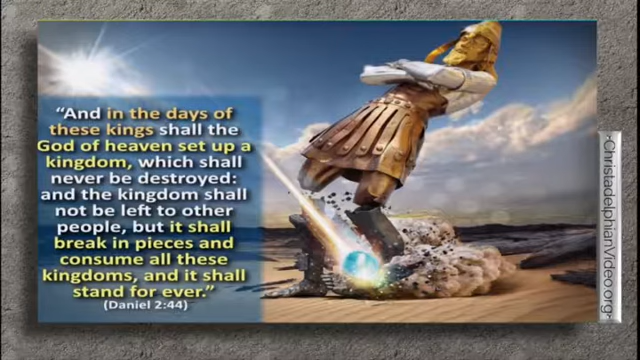 “And in the days of
these kings shall the
God of heaven set up a
kingdom, which shall
never be destroyed:
and the kingdom shall
not be left to other
people, but it shall
break in pieces and
consume all these
kingdoms, and it shall
stand for ever.”
(Daniel 2:44)
-ChristadelphianVideo.org-